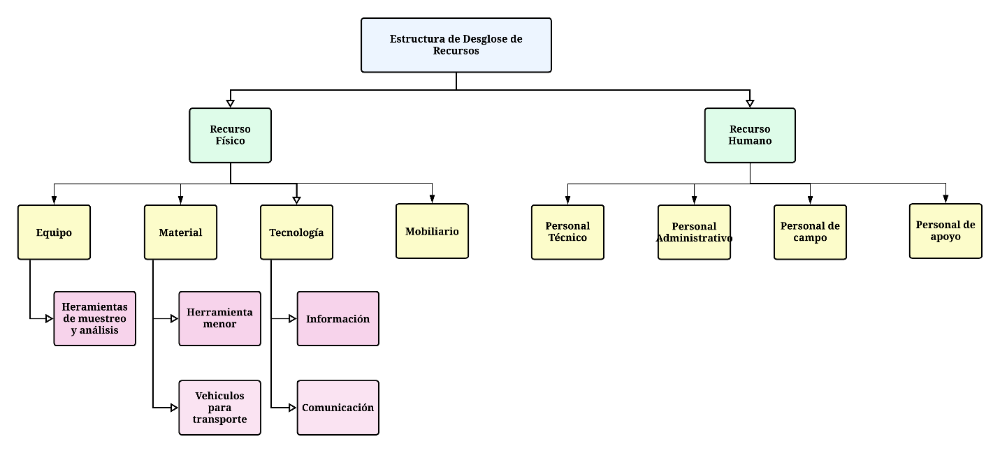 Estructura de Desglose de
Recursos
Recurso
Físico
Recurso
Humano
Equipo
Material
Tecnología
Mobiliario
Personal
Técnico
Personal
Administrativo
Personal de
campo
Personal de
apoyo
Heramientas
de muestreo
y análisis
Herramienta
menor
Información
Vehiculos
para
transporte
Comunicación